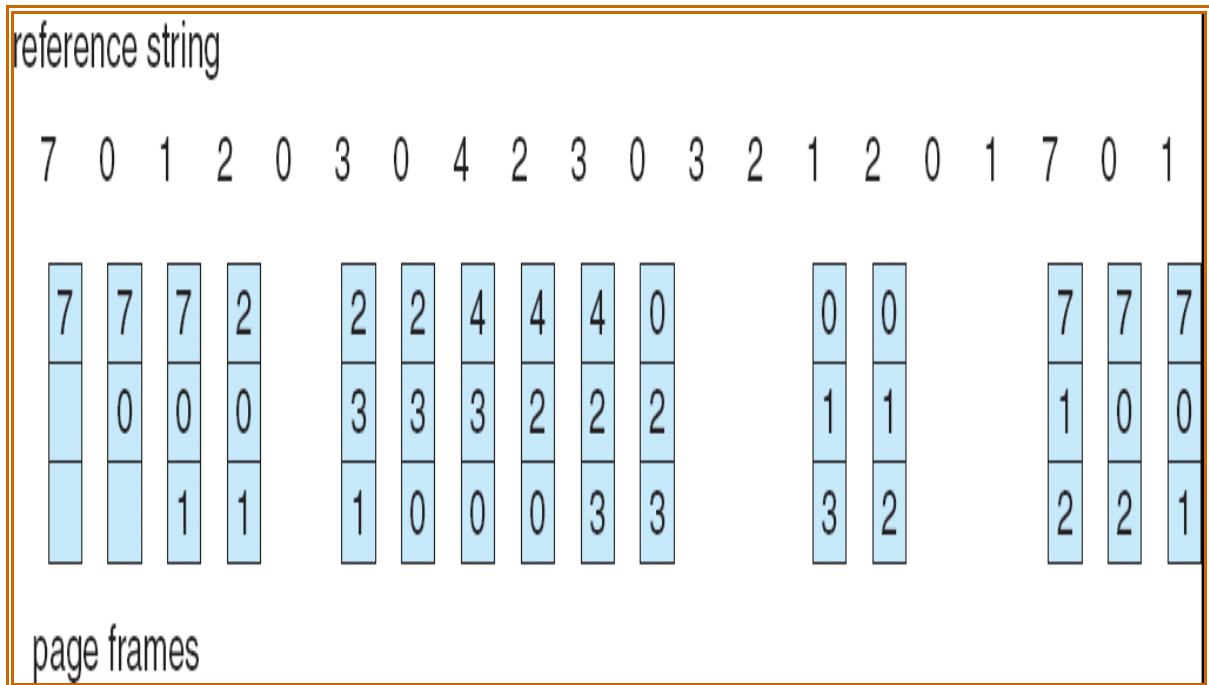 reference string
7 0 1 2 0 3 0 4 2 3 0 3 2 1 2 0 1 7 0 1
7 7 7 2 2 2 4 4 4 0 0 0 7 7 7
0 0 0 3 3 3 2 2 2 1 1 1 0 0
1 1 1 0 0 0 3 3 3 2 2 2 1
page frames